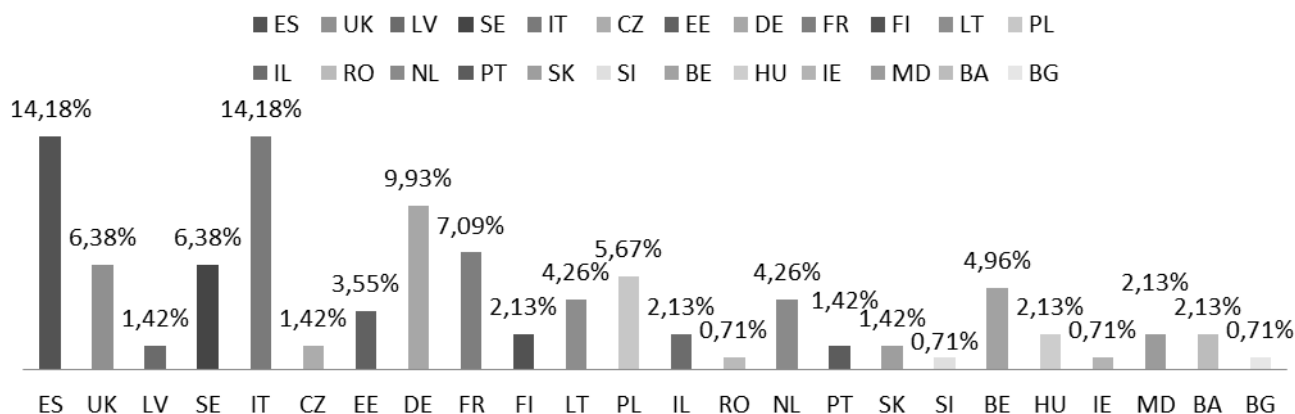 ES UK LV SE IT CZ EE DE FR FI LT PL
IL RO NL PT SK SI BE HU IE MD BA BG
14,18% 14,18%
9,93%
6,38% 6,38% 7,09% 5,67%
3,55% 4,26% 4,26% 4,96%
1,42% 1,42% 2,13% 2,13% 0,71% 1,42% 1,42% 0,71% 2,13% 0,71% 2,13% 2,13% 0,71%
ES UK LV SE IT CZ EE DE FR FI LT PL IL RO NL PT SK SI BE HU IE MD BA BG